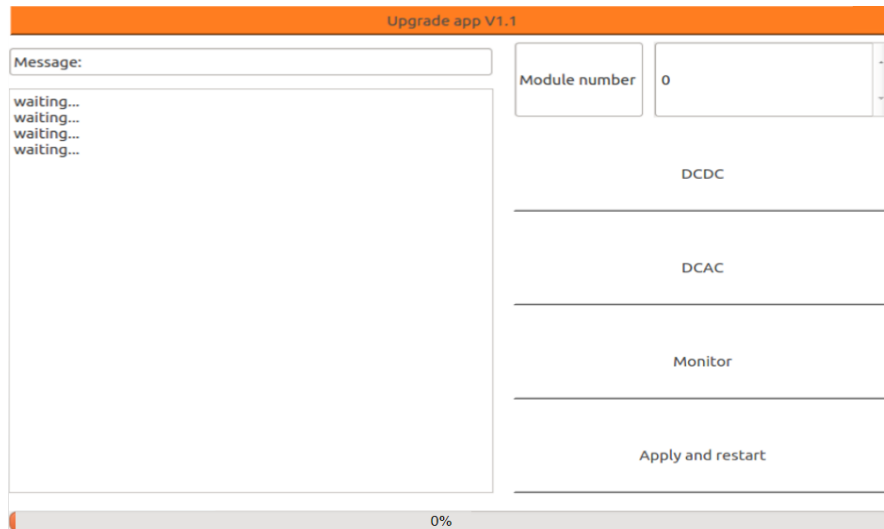 Upgrade app V1.1
Message:
waiting...
waiting...
waiting...
waiting...
Module number
0
DCDC
DCAC
Monitor
Apply and restart
0%